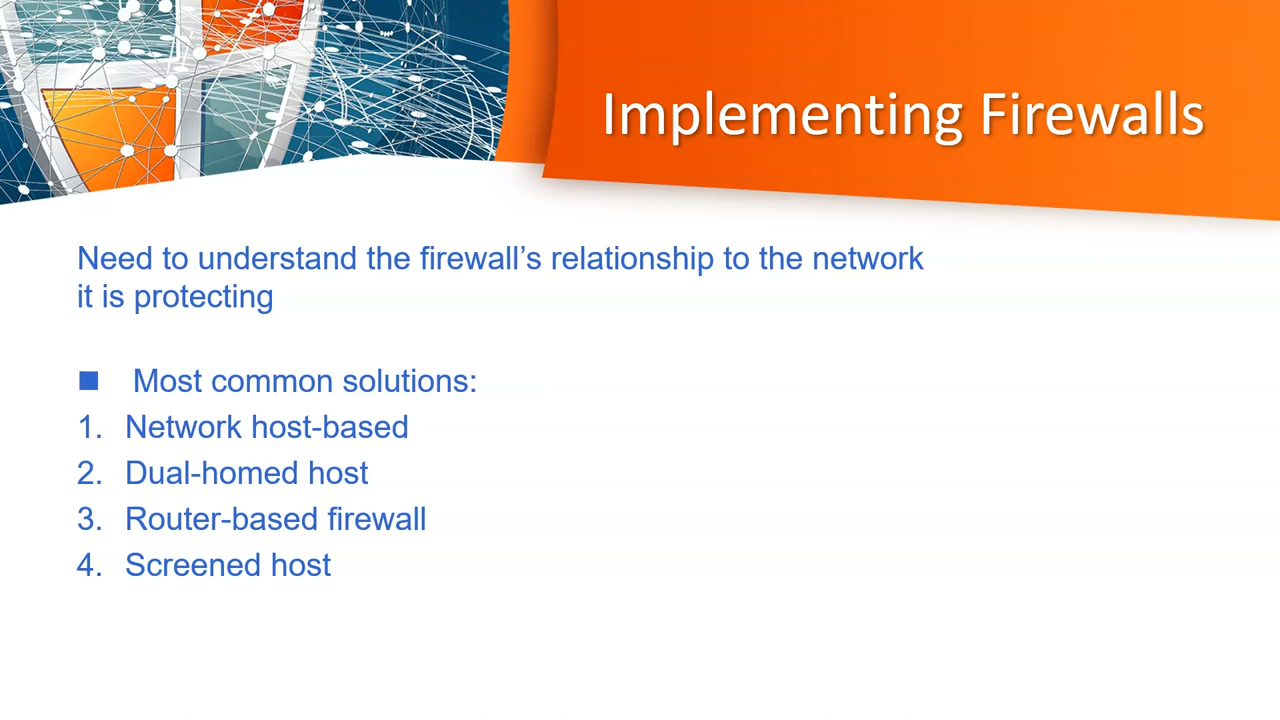 Implementing Firewalls
Need to understand the firewall’s relationship to the network
it is protecting
■ Most common solutions:
1. Network host-based
2. Dual-homed host
3. Router-based firewall
4. Screened host